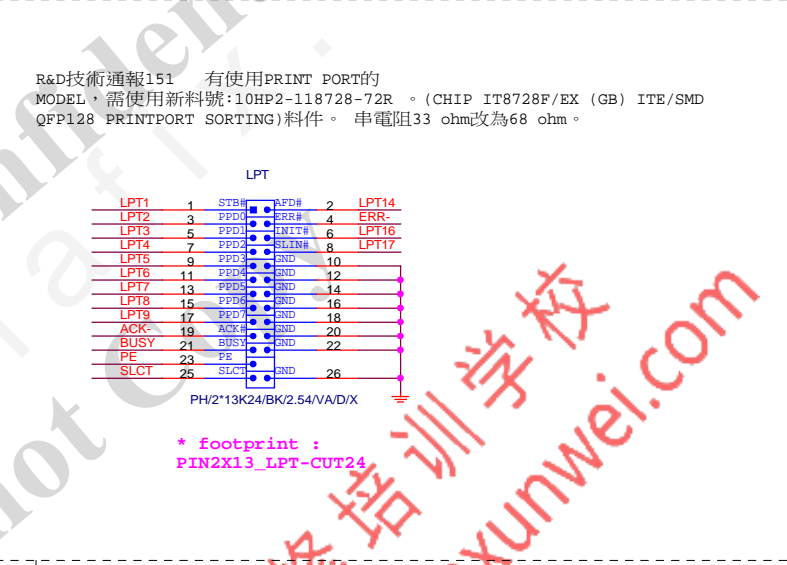 R&D技術通報151 有使用PRINT PORT的
MODEL，需使用新料號:10HP2-118728-72R 。(CHIP IT8728F/EX (GB) ITE/SMD
QFP128 PRINTPORT SORTING)料件。 串電阻33 ohm改為68 ohm。
LPT
LPT1 1 STB# AFD# 2 LPT14
LPT2 3 PPD0 ERR# 4 ERR-
LPT3 5 PPD1 INIT# 6 LPT16
LPT4 7 PPD2 SLIN# 8 LPT17
LPT5 9 PPD3 GND 10
LPT6 11 PPD4 GND 12
LPT7 13 PPD5 GND 14
LPT8 15 PPD6 GND 16
LPT9 17 PPD7 GND 18
ACK- 19 ACK# GND 20
BUSY 21 BUSY GND 22
PE 23 PE
SLCT 25 SLCT GND 26
PH/2*13K24/BK/2.54/VA/D/X
* footprint :
PIN2X13_LPT-CUT24
Not Copy
培训学校
xunwei.com